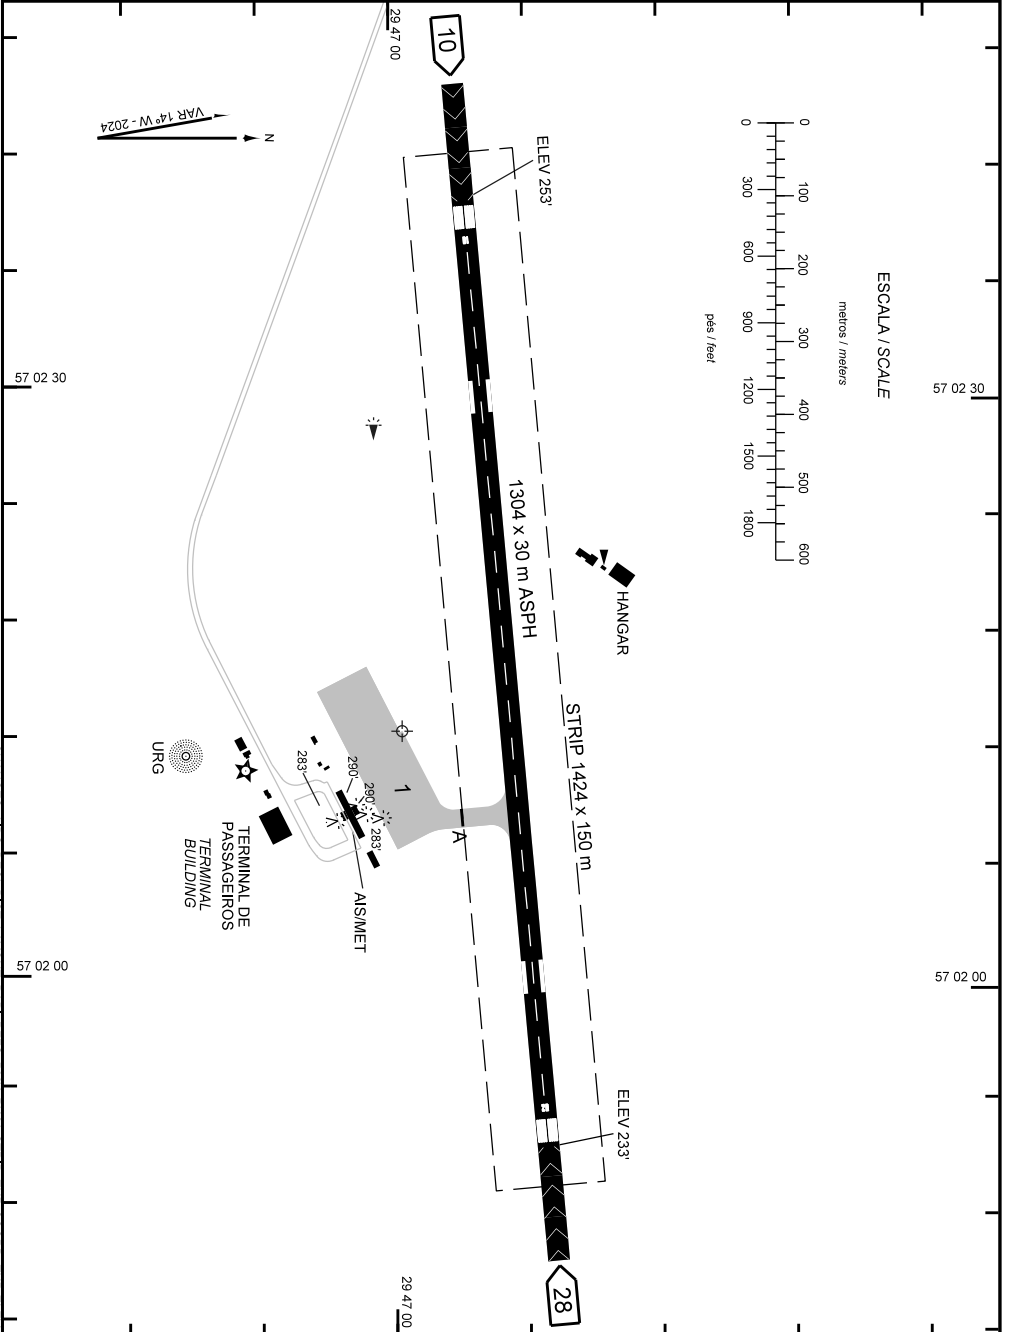 29 47 00
10
VAR 14° W - 2024
N
ELEV 253'
0 100 200 300 400 500 600
0 300 600 900 1200 1500 1800
ESCALA / SCALE
metros / meters
pés / feet
57 02 30
57 02 30
1304 x 30 m ASPH
HANGAR
STRIP 1424 x 150 m
1
A
URG
283'
290'
290'
283'
TERMINAL DE
PASSAGEIROS
TERMINAL
BUILDING
AIS/MET
57 02 00
57 02 00
ELEV 233'
29 47 00
28